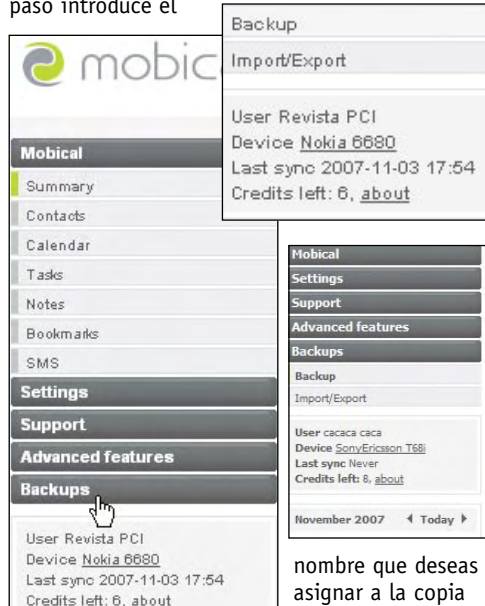 paso introduce el
mobic
Mobical
Summary
Contacts
Calendar
Tasks
Notes
Bookmarks
SMS
Settings
Support
Advanced features
Backups
User Revista PCI
Device Nokia 6680
Last sync 2007-11-03 17:54
Credits left: 6, about
Backup
Import/Export
User Revista PCI
Device Nokia 6680
Last sync 2007-11-03 17:54
Credits left: 6, about
Mobical
Settings
Support
Advanced features
Backups
Backup
Import/Export
User cacaca caca
Device SonyEricsson T68i
Last sync Never
Credits left: 8, about
November 2007 Today
nombre que deseas
asignar a la copia